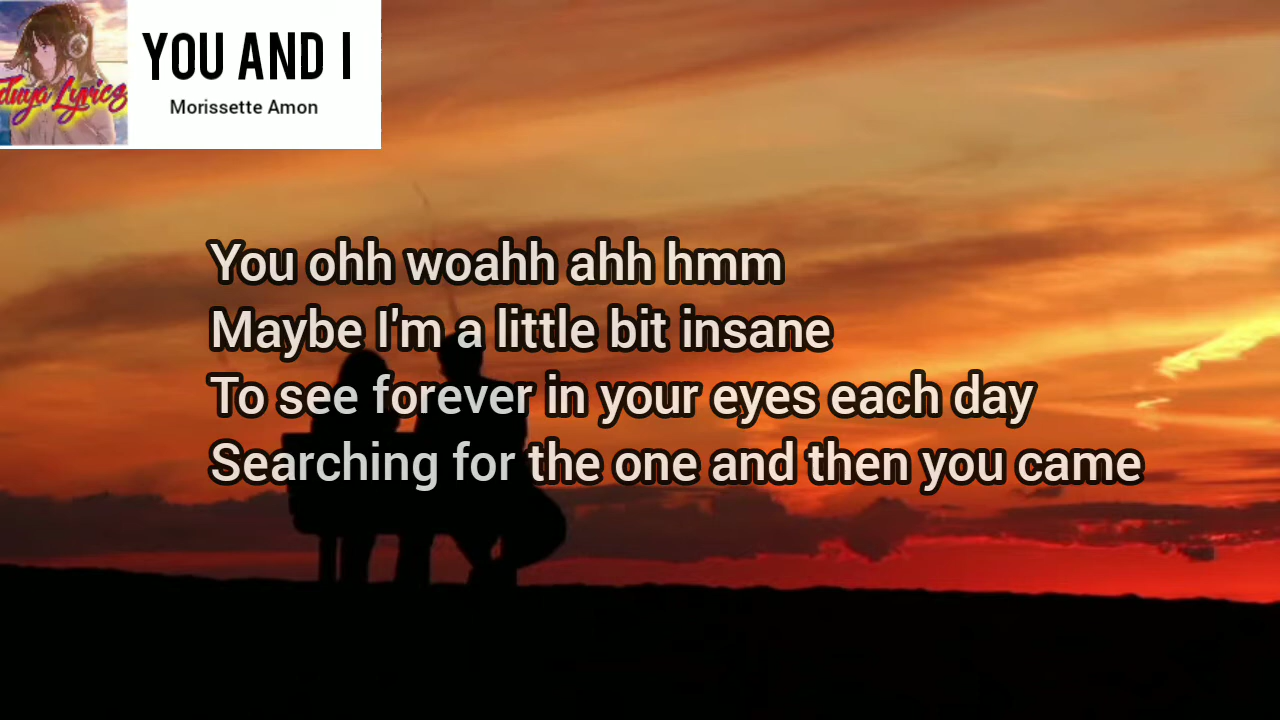 YOU AND I
Morissette Amon
Lyrics
You ohh woahh ahh hmm
Maybe I'm a little bit insane
To see forever in your eyes each day
Searching for the one and then you came